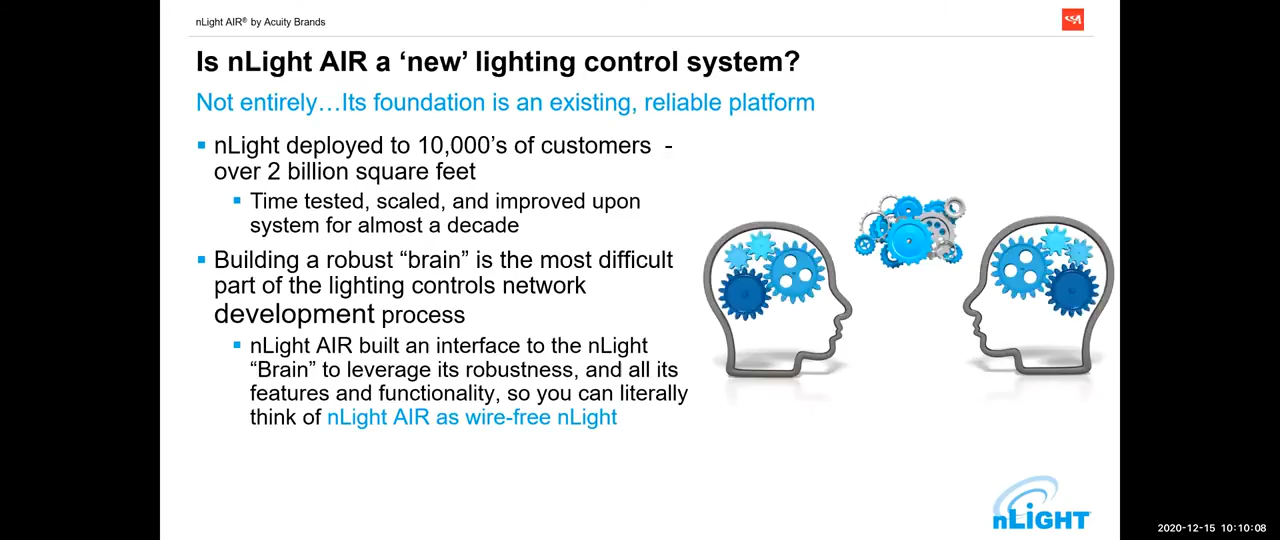 nLight AIR® by Acuity Brands
Is nLight AIR a ‘new’ lighting control system?
Not entirely…Its foundation is an existing, reliable platform
nLight deployed to 10,000’s of customers -
over 2 billion square feet
Time tested, scaled, and improved upon
system for almost a decade
Building a robust “brain” is the most difficult
part of the lighting controls network
development process
nLight AIR built an interface to the nLight
“Brain” to leverage its robustness, and all its
features and functionality, so you can literally
think of nLight AIR as wire-free nLight
nLIGHT
2020-12-15 10:10:08